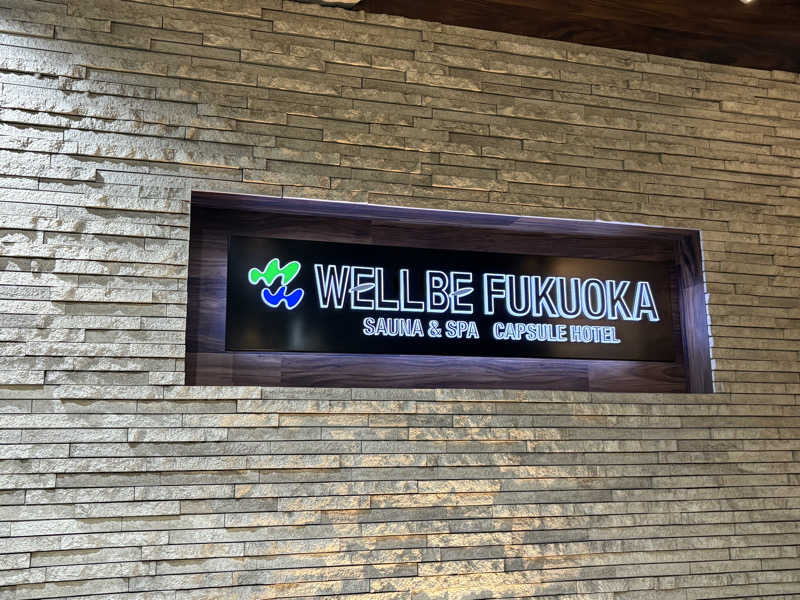 WELLBE FUKUOKA
SAUNA & SPA CAPSULE HOTEL